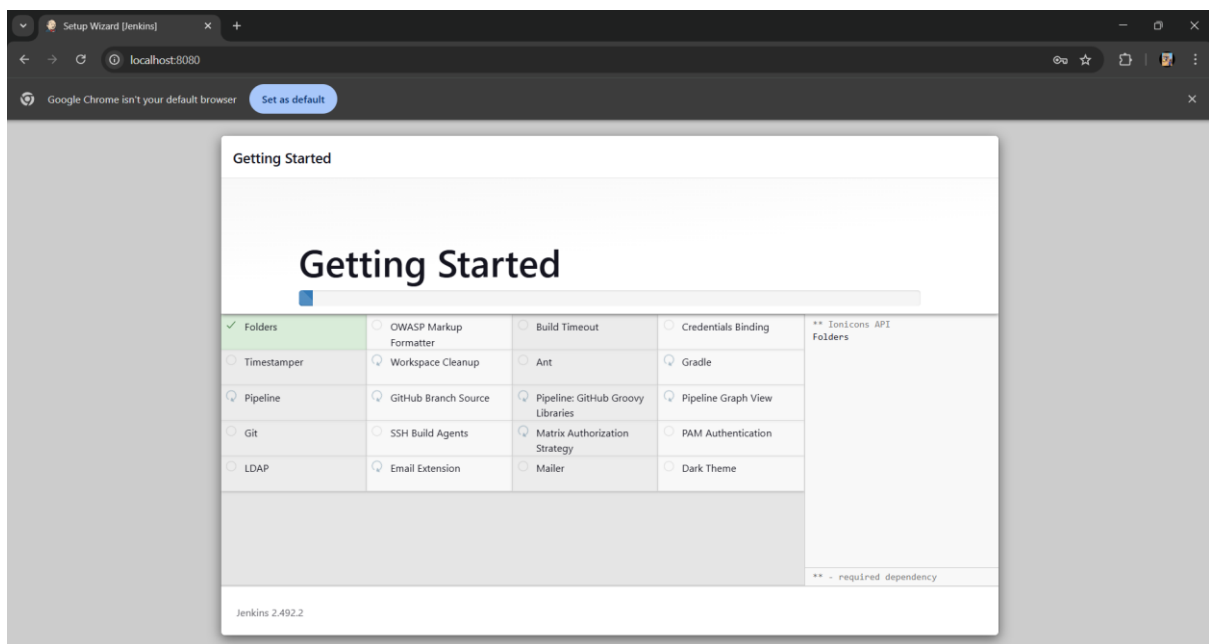 Setup Wizard [Jenkins]
localhost:8080
Google Chrome isn't your default browser Set as default
Getting Started
Getting Started
Folders
OWASP Markup
Formatter
Build Timeout
Credentials Binding
Timestamper
Workspace Cleanup
Ant
Gradle
Pipeline
GitHub Branch Source
Pipeline: GitHub Groovy
Libraries
Pipeline Graph View
Git
SSH Build Agents
Matrix Authorization
Strategy
PAM Authentication
LDAP
Email Extension
Mailer
Dark Theme
** Ionicons API
Folders
** - required dependency
Jenkins 2.492.2